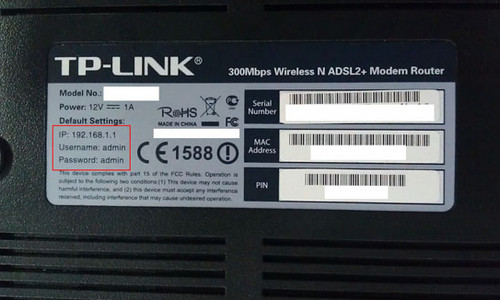 TP-LINK®
300Mbps Wireless N ADSL2+ Modem Router
Model No.:
Power: 12V ⎓ 1A
Default Settings:
IP: 192.168.1.1
Username: admin
Password: admin
RoHS
MADE IN CHINA
CE1588
Serial
Number
MAC
Address
PIN
This device complies with part 15 of the FCC Rules. Operation is
subject to the following two conditions:(1) This device may not cause
harmful interference, and (2) this device must accept any interference
received, including interference that may cause undesired operation.